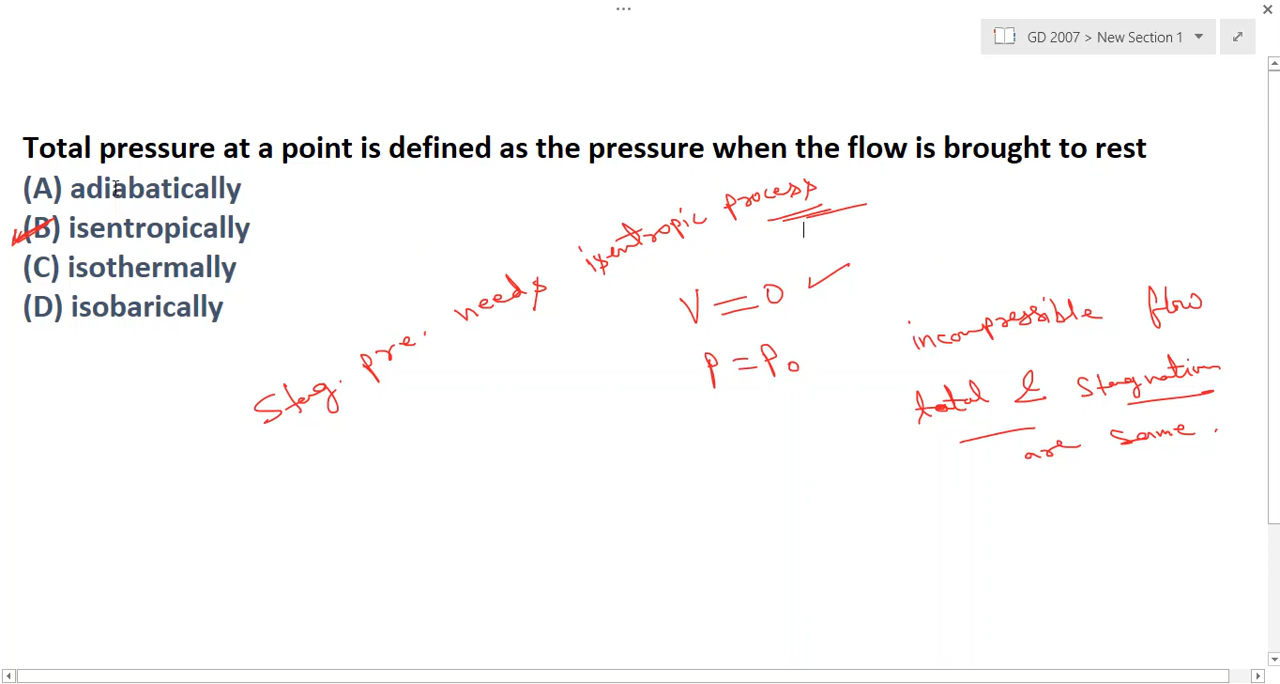 GD 2007 > New Section 1
Total pressure at a point is defined as the pressure when the flow is brought to rest
(A) adiabatically
(B) isentropically
(C) isothermally
(D) isobarically
Stag. pre. needs isentropic process
V = 0
P = P₀
incompressible flow
total & stagnation
are same.